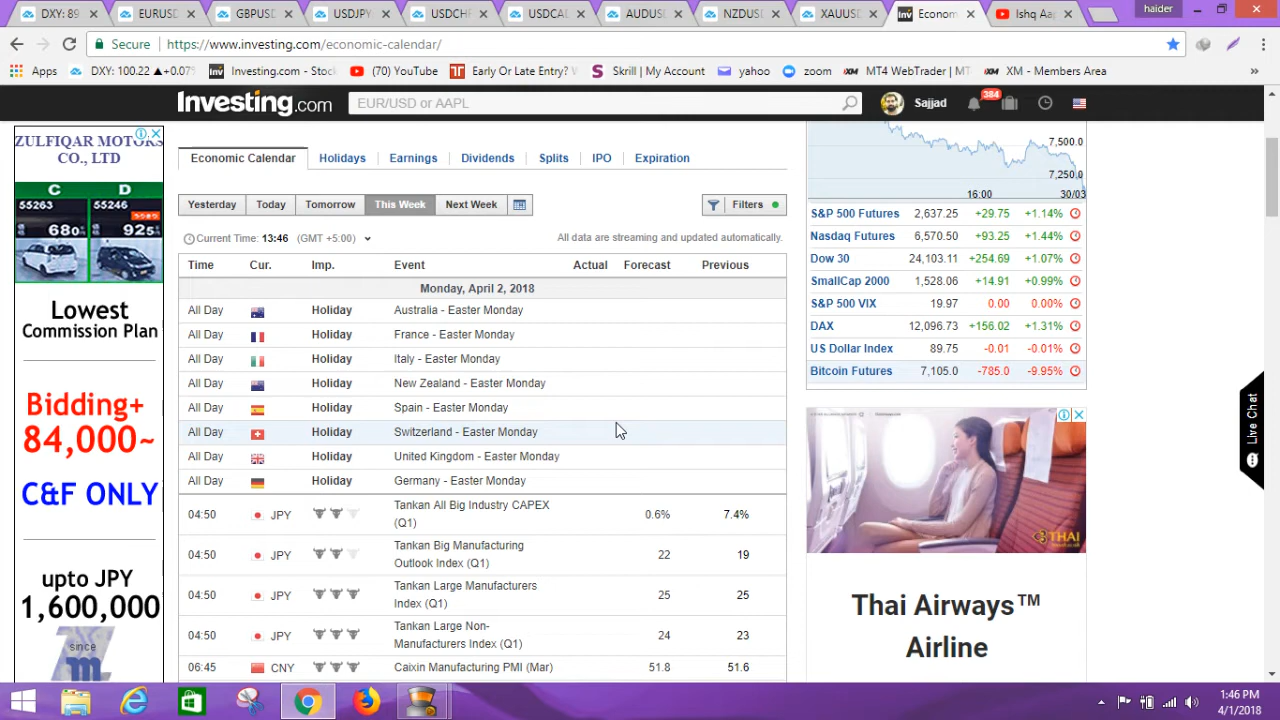 DXY: 89
EURUSD
GBPUSD
USDJPY
USDCHF
USDCAD
AUDUSD
NZDUSD
XAUUSD
Econom
Ishq Aap
haider
Secure
https://www.investing.com/economic-calendar/
Apps
DXY: 100.22 ▲+0.07%
Investing.com - Stock
(70) YouTube
Early Or Late Entry?
Skrill | My Account
yahoo
zoom
MT4 WebTrader | MT
XM - Members Area
Investing.com
EUR/USD or AAPL
Sajjad
384
ZULFIQAR MOTORS
CO., LTD
C D
55263 55246
680 925
Lowest
Commission Plan
Bidding+
84,000~
C&F ONLY
upto JPY
1,600,000
since
Economic Calendar Holidays Earnings Dividends Splits IPO Expiration
Yesterday Today Tomorrow This Week Next Week Filters
Current Time: 13:46 (GMT +5:00) All data are streaming and updated automatically.
Time Cur. Imp. Event Actual Forecast Previous
Monday, April 2, 2018
All Day Holiday Australia - Easter Monday
All Day Holiday France - Easter Monday
All Day Holiday Italy - Easter Monday
All Day Holiday New Zealand - Easter Monday
All Day Holiday Spain - Easter Monday
All Day Holiday Switzerland - Easter Monday
All Day Holiday United Kingdom - Easter Monday
All Day Holiday Germany - Easter Monday
04:50 JPY Tankan All Big Industry CAPEX
(Q1) 0.6% 7.4%
04:50 JPY Tankan Big Manufacturing
Outlook Index (Q1) 22 19
04:50 JPY Tankan Large Manufacturers
Index (Q1) 25 25
04:50 JPY Tankan Large Non-
Manufacturers Index (Q1) 24 23
06:45 CNY Caixin Manufacturing PMI (Mar) 51.8 51.6
7,500.0
7,250.0
16:00 30/03
S&P 500 Futures 2,637.25 +29.75 +1.14%
Nasdaq Futures 6,570.50 +93.25 +1.44%
Dow 30 24,103.11 +254.69 +1.07%
SmallCap 2000 1,528.06 +14.91 +0.99%
S&P 500 VIX 19.97 0.00 0.00%
DAX 12,096.73 +156.02 +1.31%
US Dollar Index 89.75 -0.01 -0.01%
Bitcoin Futures 7,105.0 -785.0 -9.95%
THAI
Thai Airways™
Airline
Live Chat
1:46 PM
4/1/2018